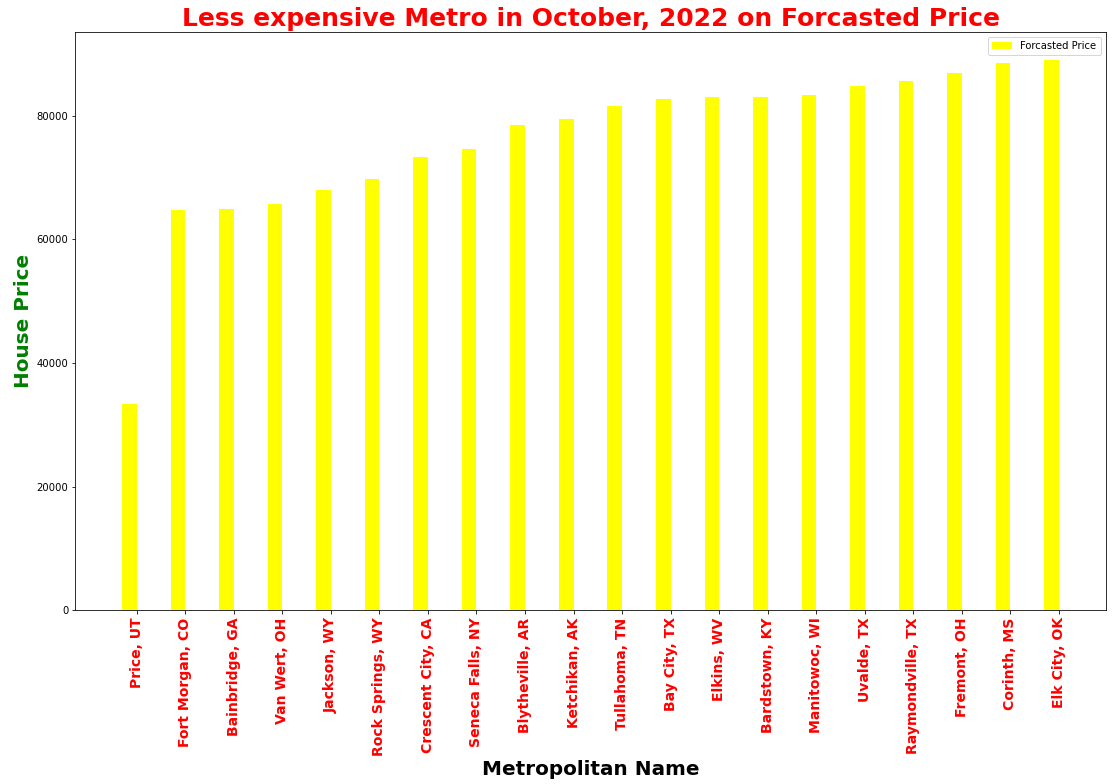 Less expensive Metro in October, 2022 on Forcasted Price
Forcasted Price
House Price
80000
60000
40000
20000
0
Price, UT
Fort Morgan, CO
Bainbridge, GA
Van Wert, OH
Jackson, WY
Rock Springs, WY
Crescent City, CA
Seneca Falls, NY
Blytheville, AR
Ketchikan, AK
Tullahoma, TN
Bay City, TX
Elkins, WV
Bardstown, KY
Manitowoc, WI
Uvalde, TX
Raymondville, TX
Fremont, OH
Corinth, MS
Elk City, OK
Metropolitan Name